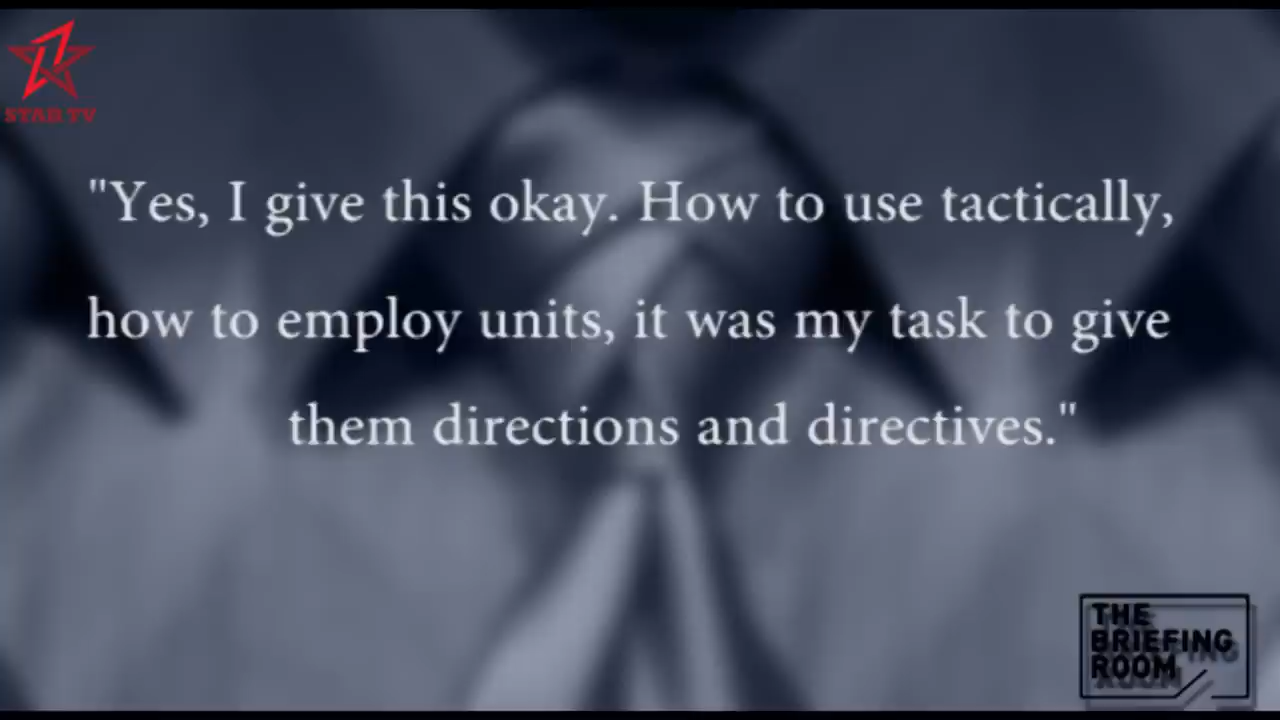 STAR TV
"Yes, I give this okay. How to use tactically,
how to employ units, it was my task to give
them directions and directives."
THE
BRIEFING
ROOM